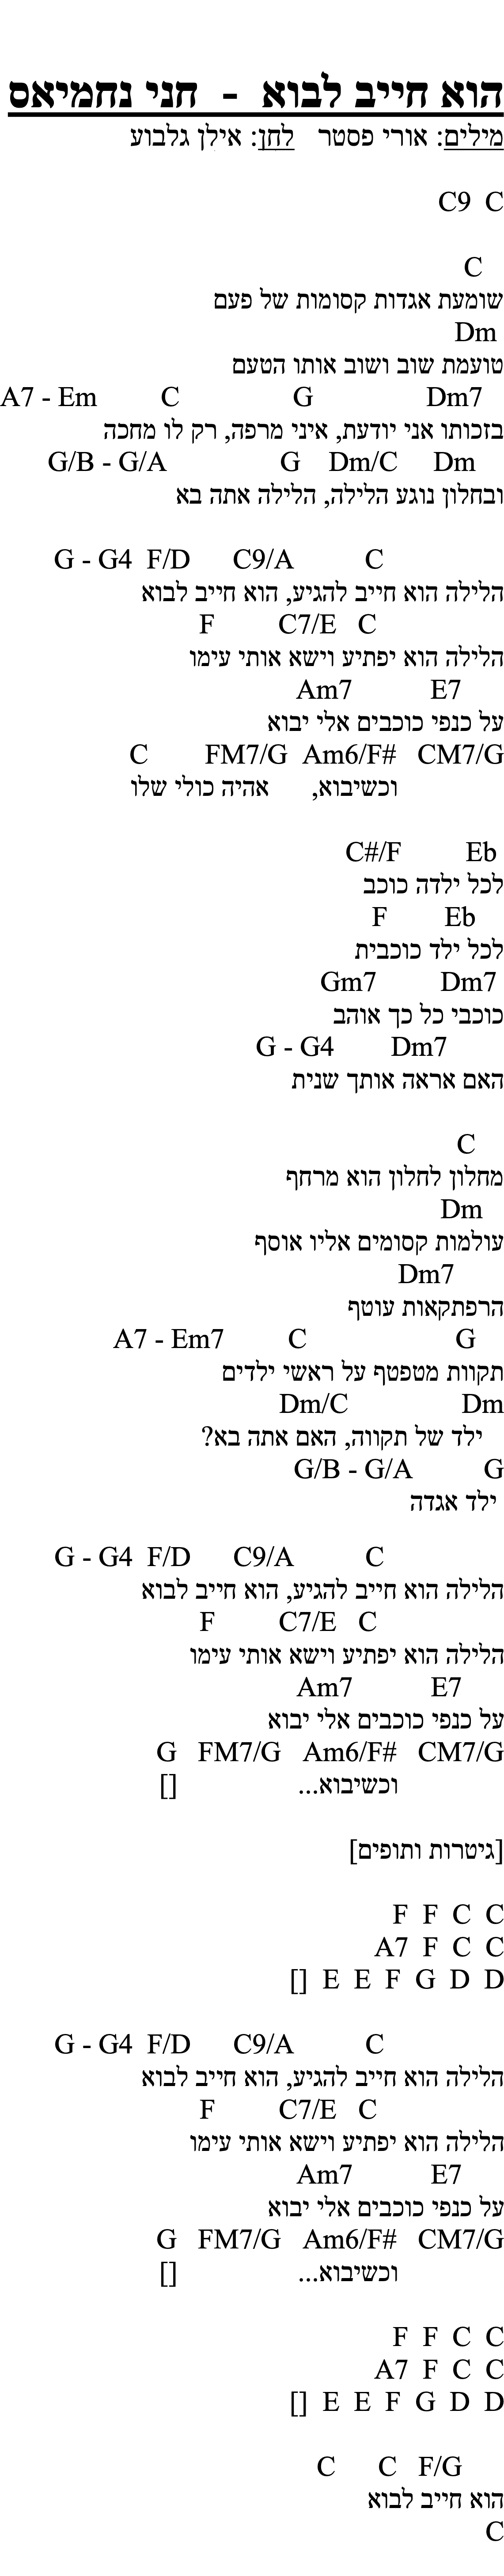 הוא חייב לבוא - חני נחמיאס
מילים: אורי פסטר לחן: אילן גלבוע
C9 C
C
שומעת אגדות קסומות של פעם
Dm
טועמת שוב ושוב אותו הטעם
A7 - Em C G Dm7
בזכותו אני יודעת, איני מרפה, רק לו מחכה
G/B - G/A G Dm/C Dm
ובחלון נוגע הלילה, הלילה אתה בא
G - G4 F/D C9/A C
הלילה הוא חייב להגיע, הוא חייב לבוא
F C7/E C
הלילה הוא יפתיע וישא אותי עימו
Am7 E7
על כנפי כוכבים אלי יבוא
C FM7/G Am6/F# CM7/G
וכשיבוא, אהיה כולי שלו
C#/F Eb
לכל ילדה כוכב
F Eb
לכל ילד כוכבית
Gm7 Dm7
כוכבי כל כך אוהב
G - G4 Dm7
האם אראה אותך שנית
C
מחלון לחלון הוא מרחף
Dm
עולמות קסומים אליו אוסף
Dm7
הרפתקאות עוטף
A7 - Em7 C G
תקוות מטפטף על ראשי ילדים
Dm/C Dm
ילד של תקווה, האם אתה בא?
G/B - G/A G
ילד אגדה
G - G4 F/D C9/A C
הלילה הוא חייב להגיע, הוא חייב לבוא
F C7/E C
הלילה הוא יפתיע וישא אותי עימו
Am7 E7
על כנפי כוכבים אלי יבוא
G FM7/G Am6/F# CM7/G
וכשיבוא... []
[גיטרות ותופים]
F F C C
A7 F C C
[] E E F G D D
G - G4 F/D C9/A C
הלילה הוא חייב להגיע, הוא חייב לבוא
F C7/E C
הלילה הוא יפתיע וישא אותי עימו
Am7 E7
על כנפי כוכבים אלי יבוא
G FM7/G Am6/F# CM7/G
וכשיבוא... []
F F C C
A7 F C C
[] E E F G D D
C C F/G
הוא חייב לבוא
C